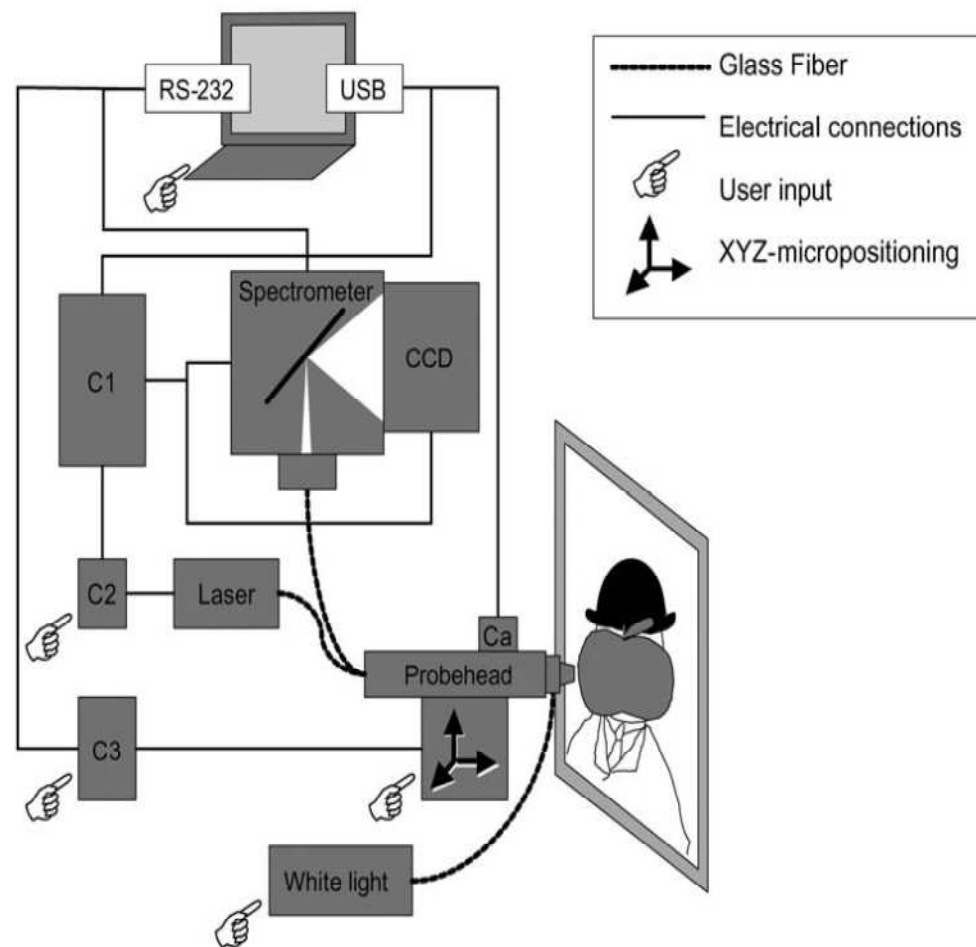 RS-232
USB
Glass Fiber
Electrical connections
User input
XYZ-micropositioning
Spectrometer
CCD
C1
C2
Laser
Ca
Probehead
C3
White light